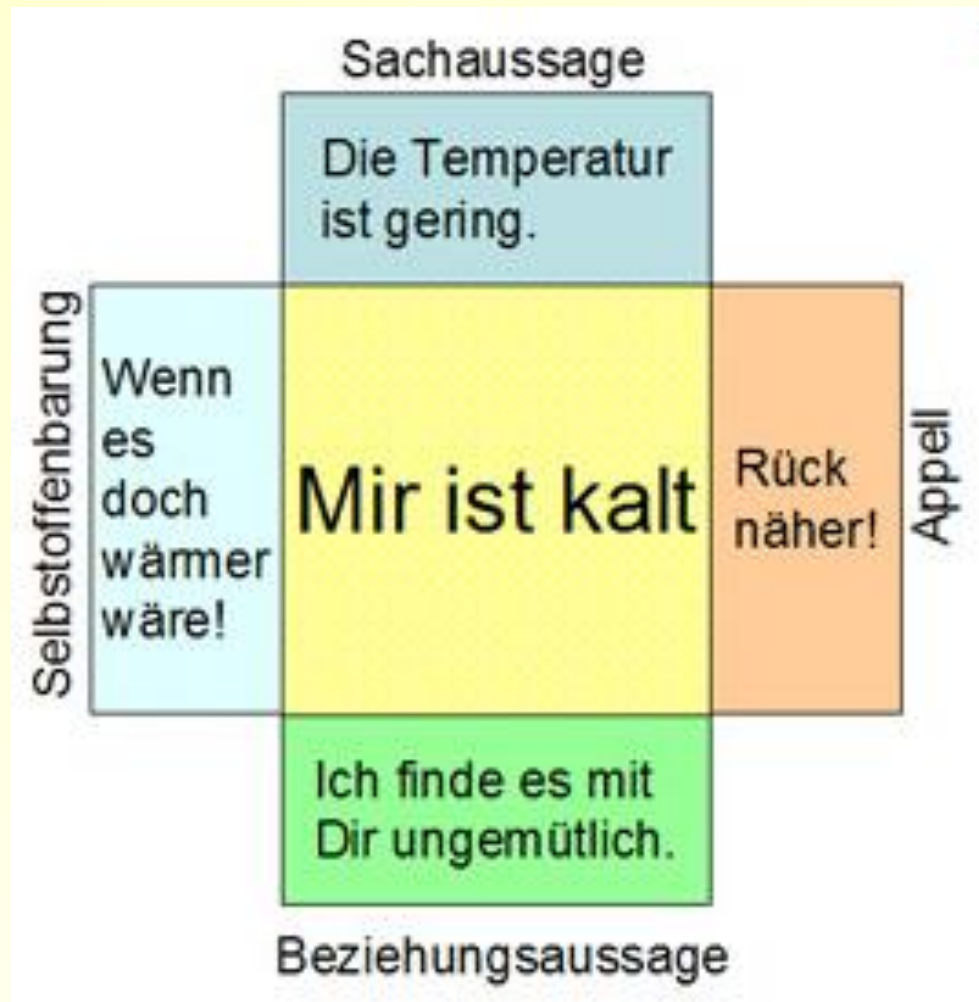 Sachaussage
Die Temperatur
ist gering.
Selbstoffenbarung
Wenn
es
doch
wärmer
wäre!
Mir ist kalt
Rück
näher!
Appell
Ich finde es mit
Dir ungemütlich.
Beziehungsaussage